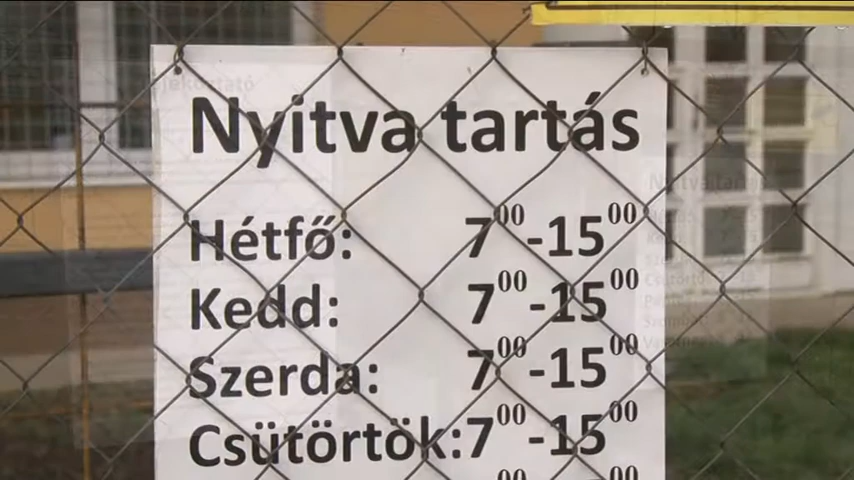 Nyitva tartás
Hétfő: 7⁰⁰-15⁰⁰
Kedd: 7⁰⁰-15⁰⁰
Szerda: 7⁰⁰-15⁰⁰
Csütörtök: 7⁰⁰-15⁰⁰